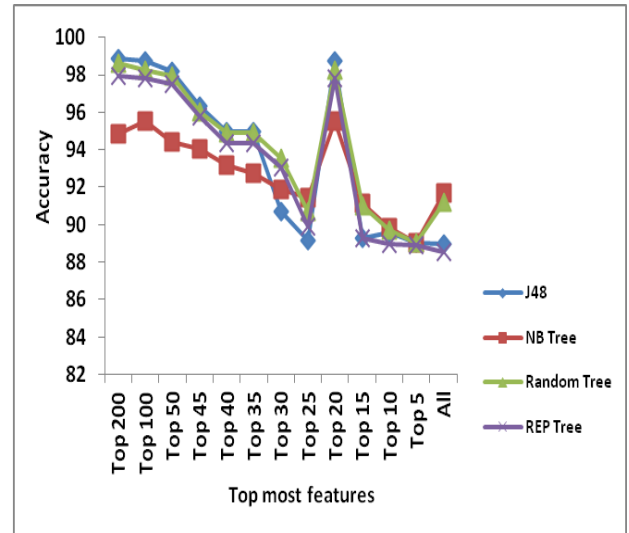 100
98
96
94
92
90
88
86
84
82
Accuracy
Top 200
Top 100
Top 50
Top 45
Top 40
Top 35
Top 30
Top 25
Top 20
Top 15
Top 10
Top 5
All
Top most features
J48
NB Tree
Random Tree
REP Tree